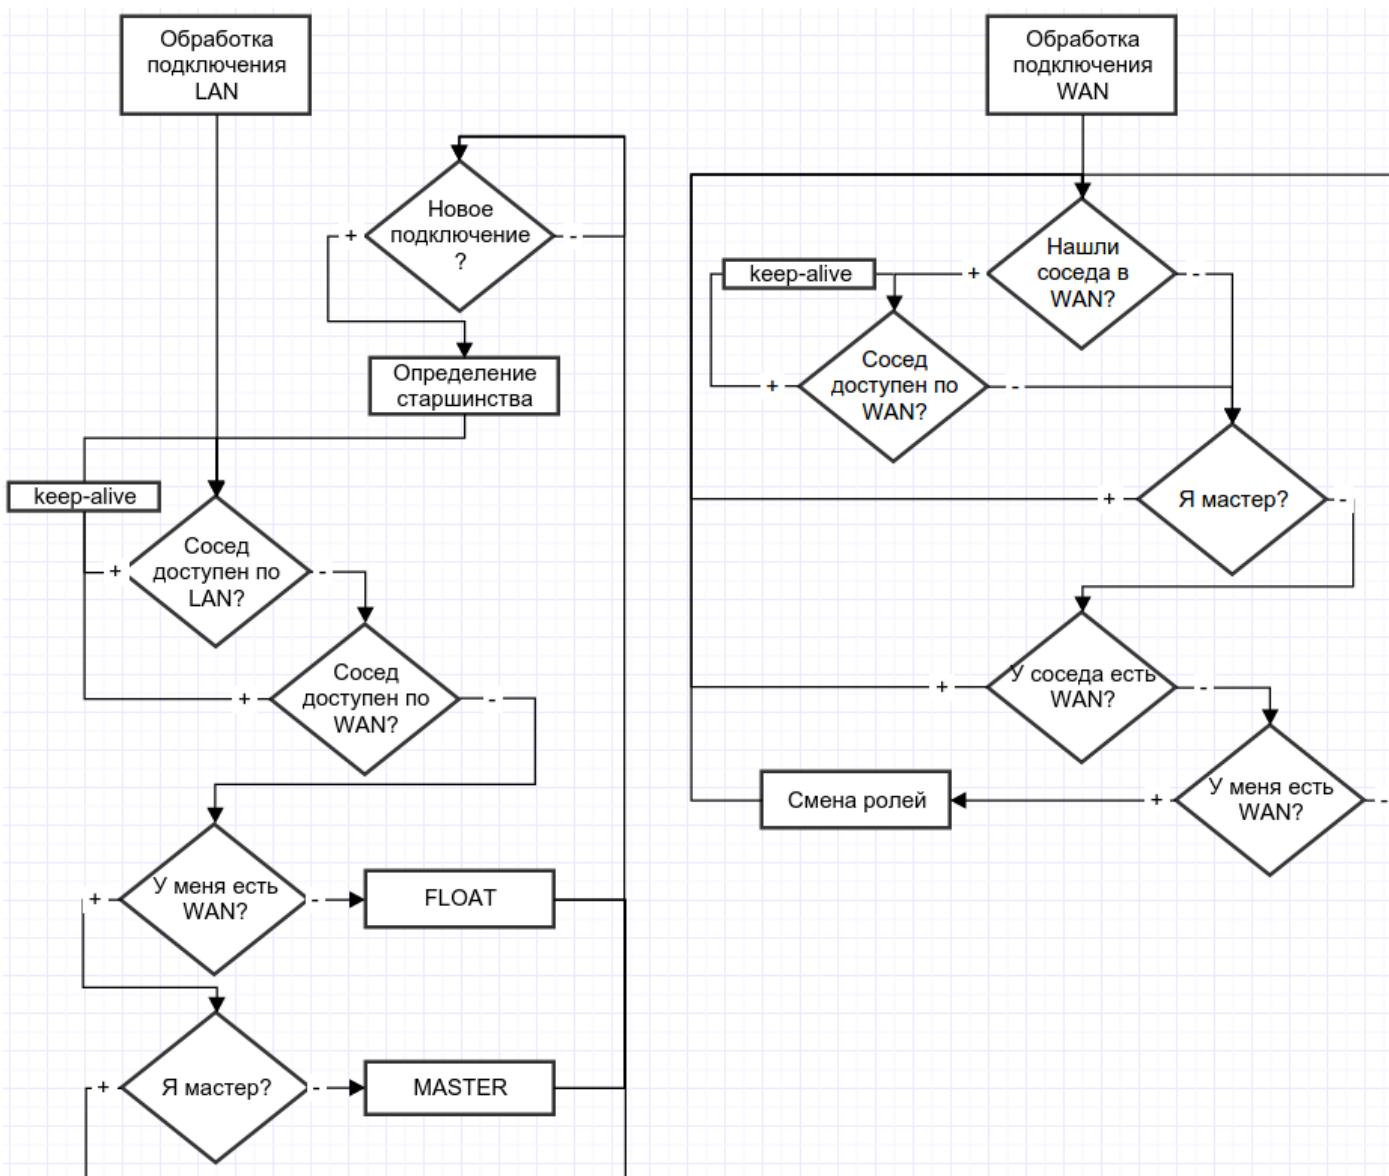 Обработка
подключения
LAN
Новое
подключение
?
+
-
Определение
старшинства
keep-alive
Сосед
доступен по
LAN?
+
-
Сосед
доступен по
WAN?
+
-
У меня есть
WAN?
+
-
FLOAT
Я мастер?
+
-
MASTER
Обработка
подключения
WAN
Нашли
соседа в
WAN?
+
-
keep-alive
Сосед
доступен по
WAN?
+
-
Я мастер?
+
-
У соседа есть
WAN?
+
-
У меня есть
WAN?
+
-
Смена ролей